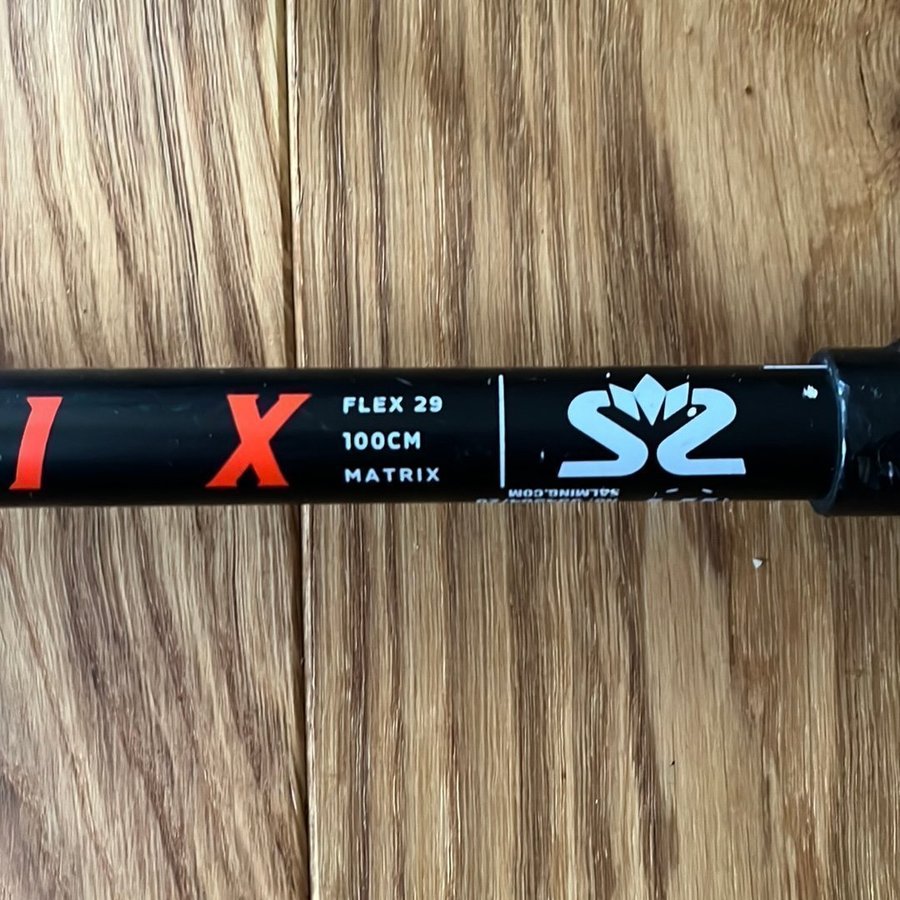 I X
FLEX 29
100CM
MATRIX
SALMING.COM